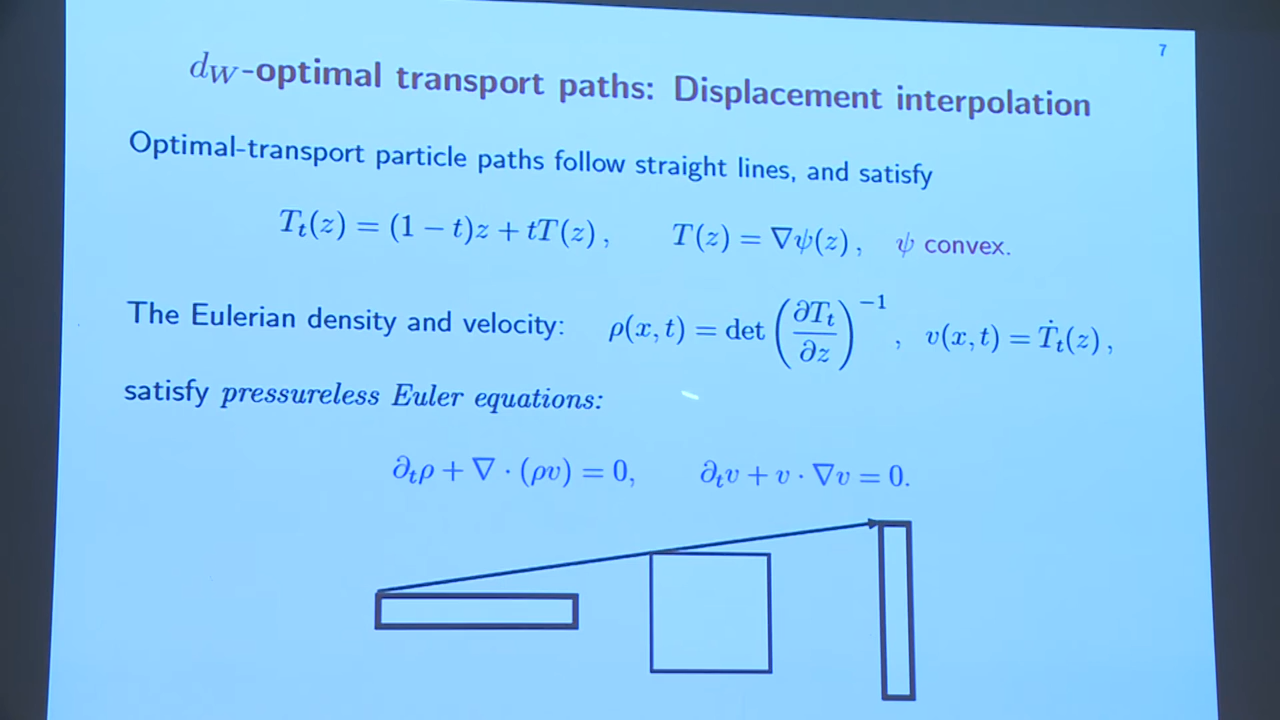 7
d_W-optimal transport paths: Displacement interpolation
Optimal-transport particle paths follow straight lines, and satisfy
T_t(z) = (1 − t)z + tT(z) , T(z) = ∇ψ(z) , ψ convex.
The Eulerian density and velocity: ρ(x, t) = det (∂T_t/∂z)^{−1} , v(x, t) = Ṫ_t(z) ,
satisfy pressureless Euler equations:
∂_tρ + ∇ · (ρv) = 0, ∂_tv + v · ∇v = 0.